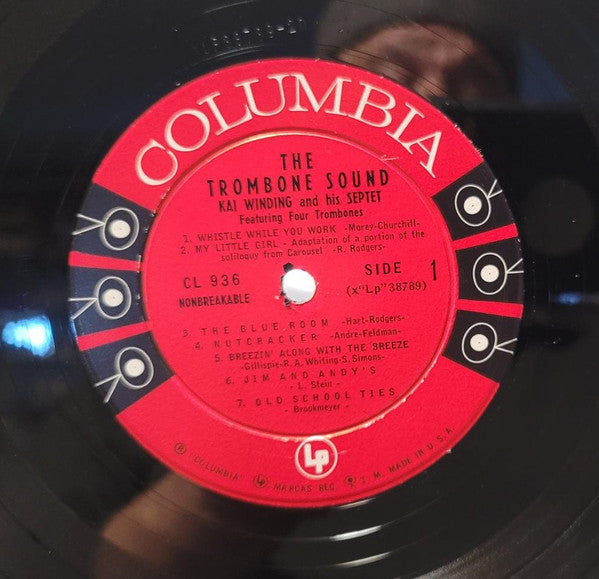 COLUMBIA
THE
TROMBONE SOUND
KAI WINDING and his SEPTET
Featuring Four Trombones
1. WHISTLE WHILE YOU WORK -Morey-Churchill-
2. MY LITTLE GIRL - Adaptation of a portion of the
soliloquy from Carousel -R. Rodgers-
CL 936
NONBREAKABLE
SIDE 1
(x"Lp"38789)
3. THE BLUE ROOM -Hart-Rodgers-
4. NUTCRACKER -Andre-Feldman-
5. BREEZIN' ALONG WITH THE BREEZE
-Gillispie-R.A. Whiting-S. Simons-
6. JIM AND ANDY'S
- L. Stein -
7. OLD SCHOOL TIES
- Brookmeyer -
LP
® "COLUMBIA" LP MARCAS REG. T. M. MADE IN U.S.A.